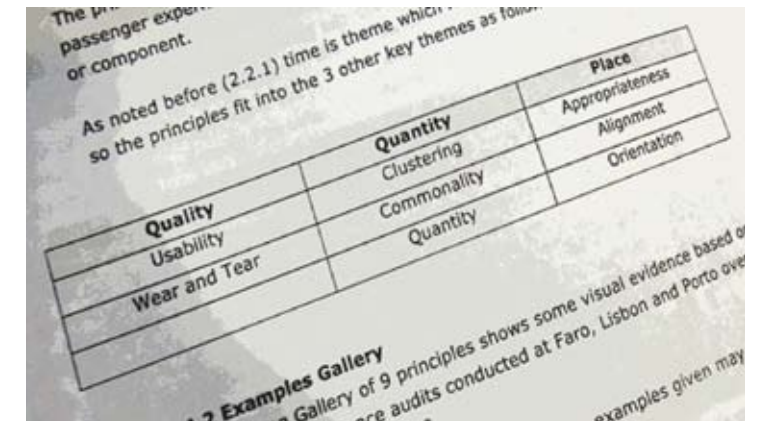 The
passenger
or component.
As noted before (2.2.1) time is theme which
so the principles fit into the 3 other key themes as
Quality Quantity Place
Usability Clustering Appropriateness
Wear and Tear Commonality Alignment
Quantity Orientation
2 Examples Gallery
Gallery of 9 principles shows some visual evidence based
audits conducted at Faro, Lisbon and Porto
examples given may